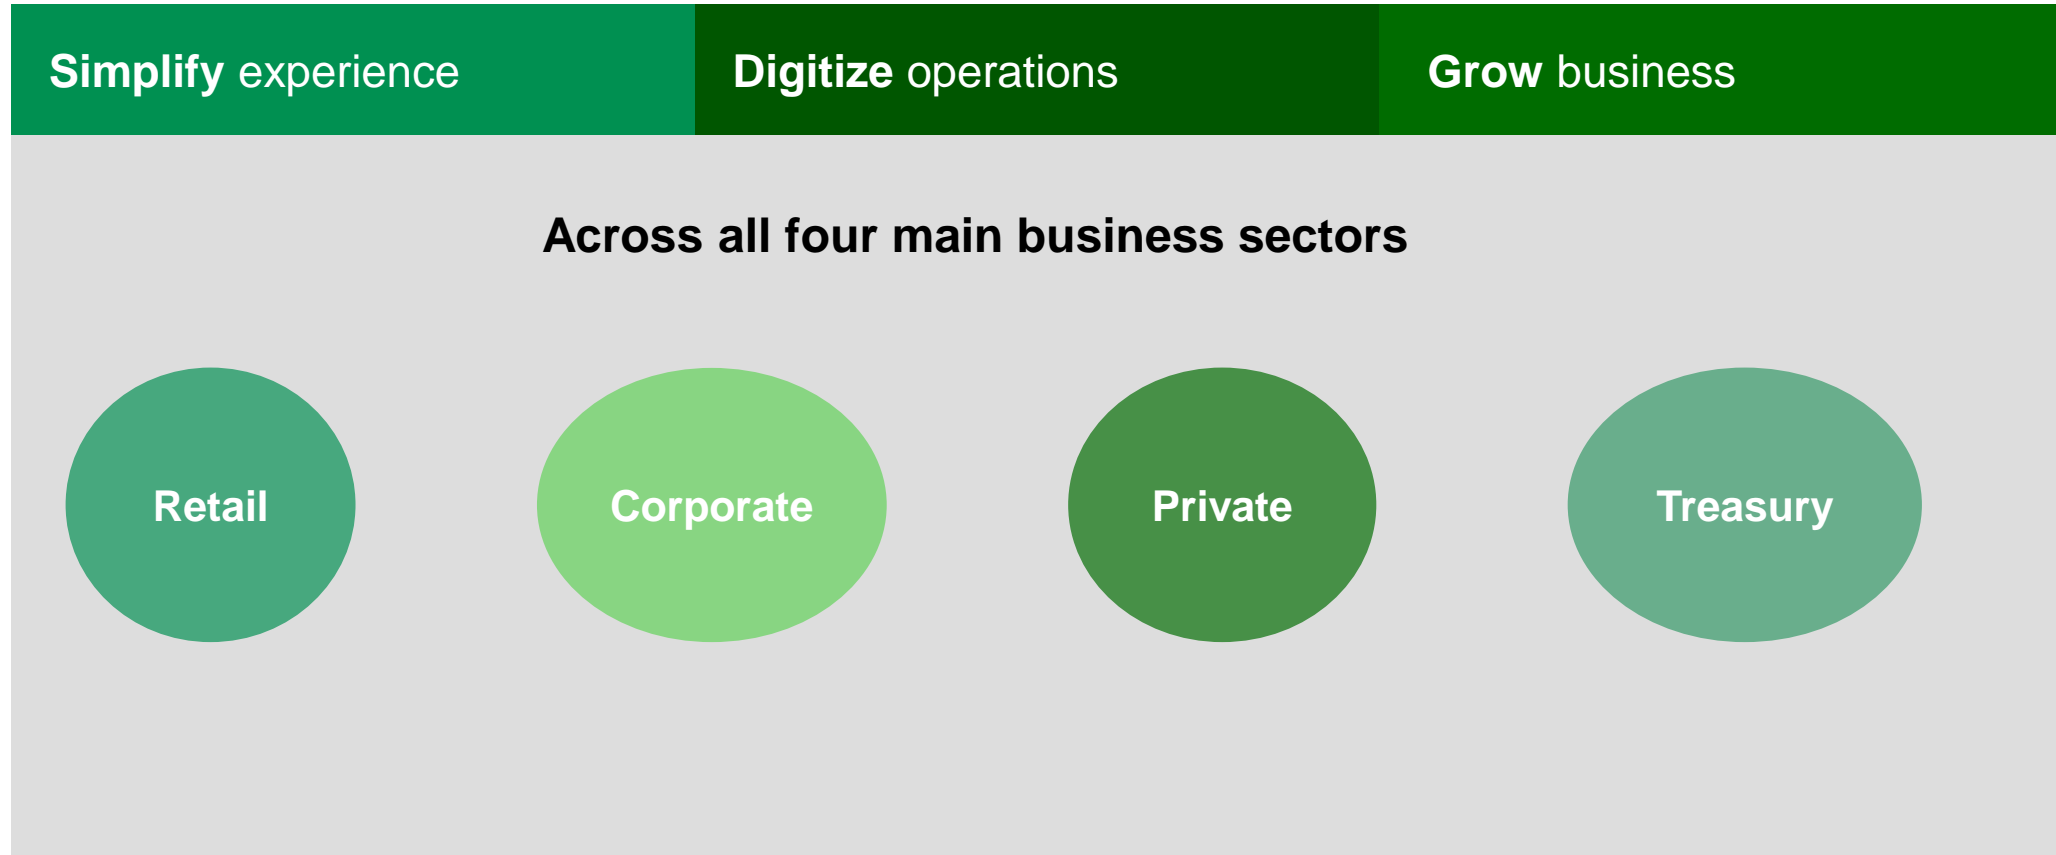 Simplify experience
Digitize operations
Grow business
Across all four main business sectors
Retail
Corporate
Private
Treasury